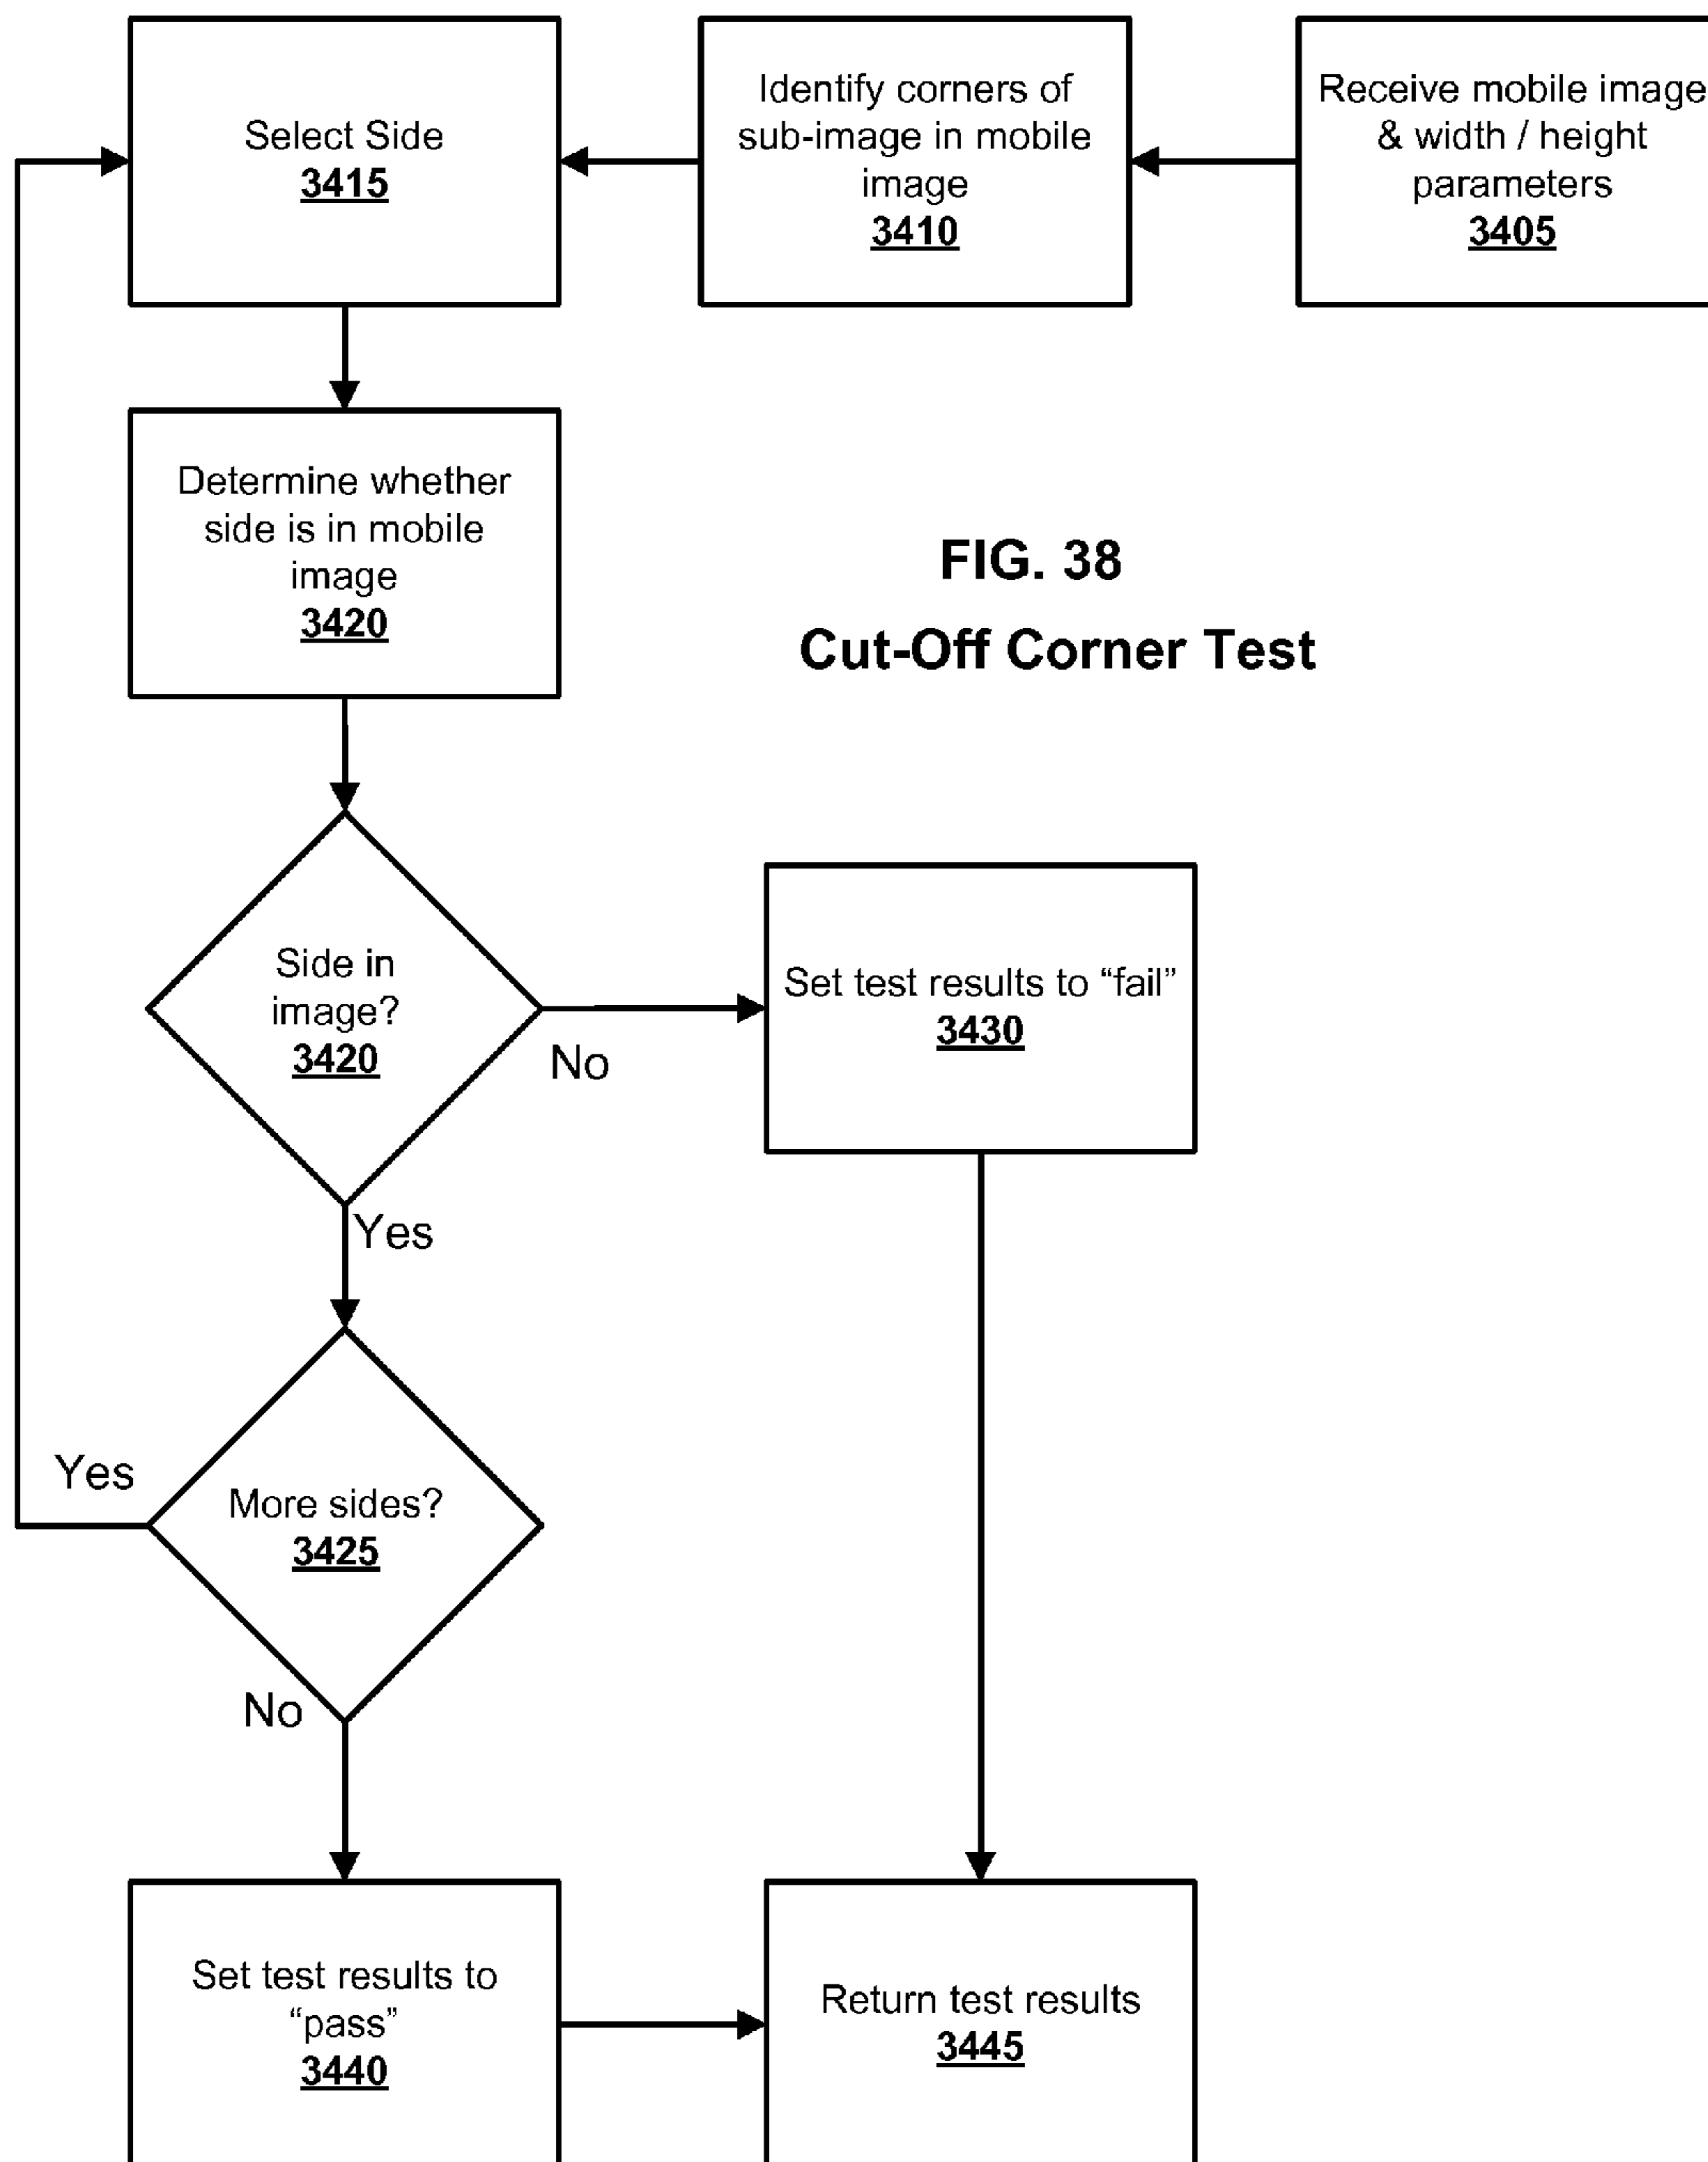 Select Side
3415
Identify corners of
sub-image in mobile
image
3410
Receive mobile image
& width / height
parameters
3405
Determine whether
side is in mobile
image
3420
FIG. 38
Cut-Off Corner Test
Side in
image?
3420
No
Set test results to “fail”
3430
Yes
Yes
More sides?
3425
No
Set test results to
“pass”
3440
Return test results
3445